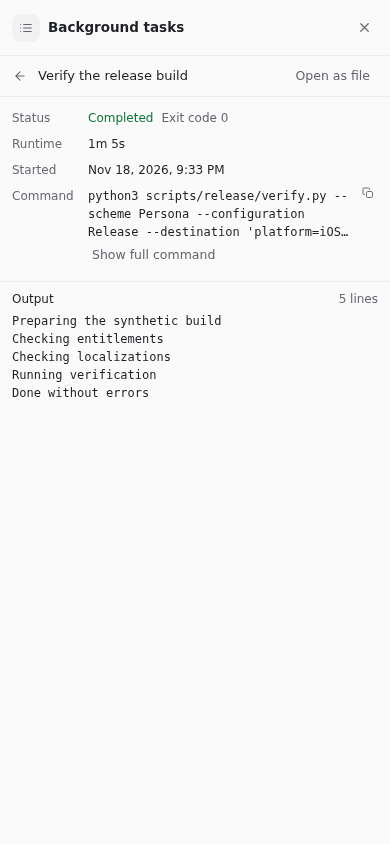 Background tasks
Verify the release build
Open as file
Status
Completed
Exit code 0
Runtime
1m 5s
Started
Nov 18, 2026, 9:33 PM
Command
python3 scripts/release/verify.py --
scheme Persona --configuration
Release --destination 'platform=iOS…
Show full command
Output
5 lines
Preparing the synthetic build
Checking entitlements
Checking localizations
Running verification
Done without errors